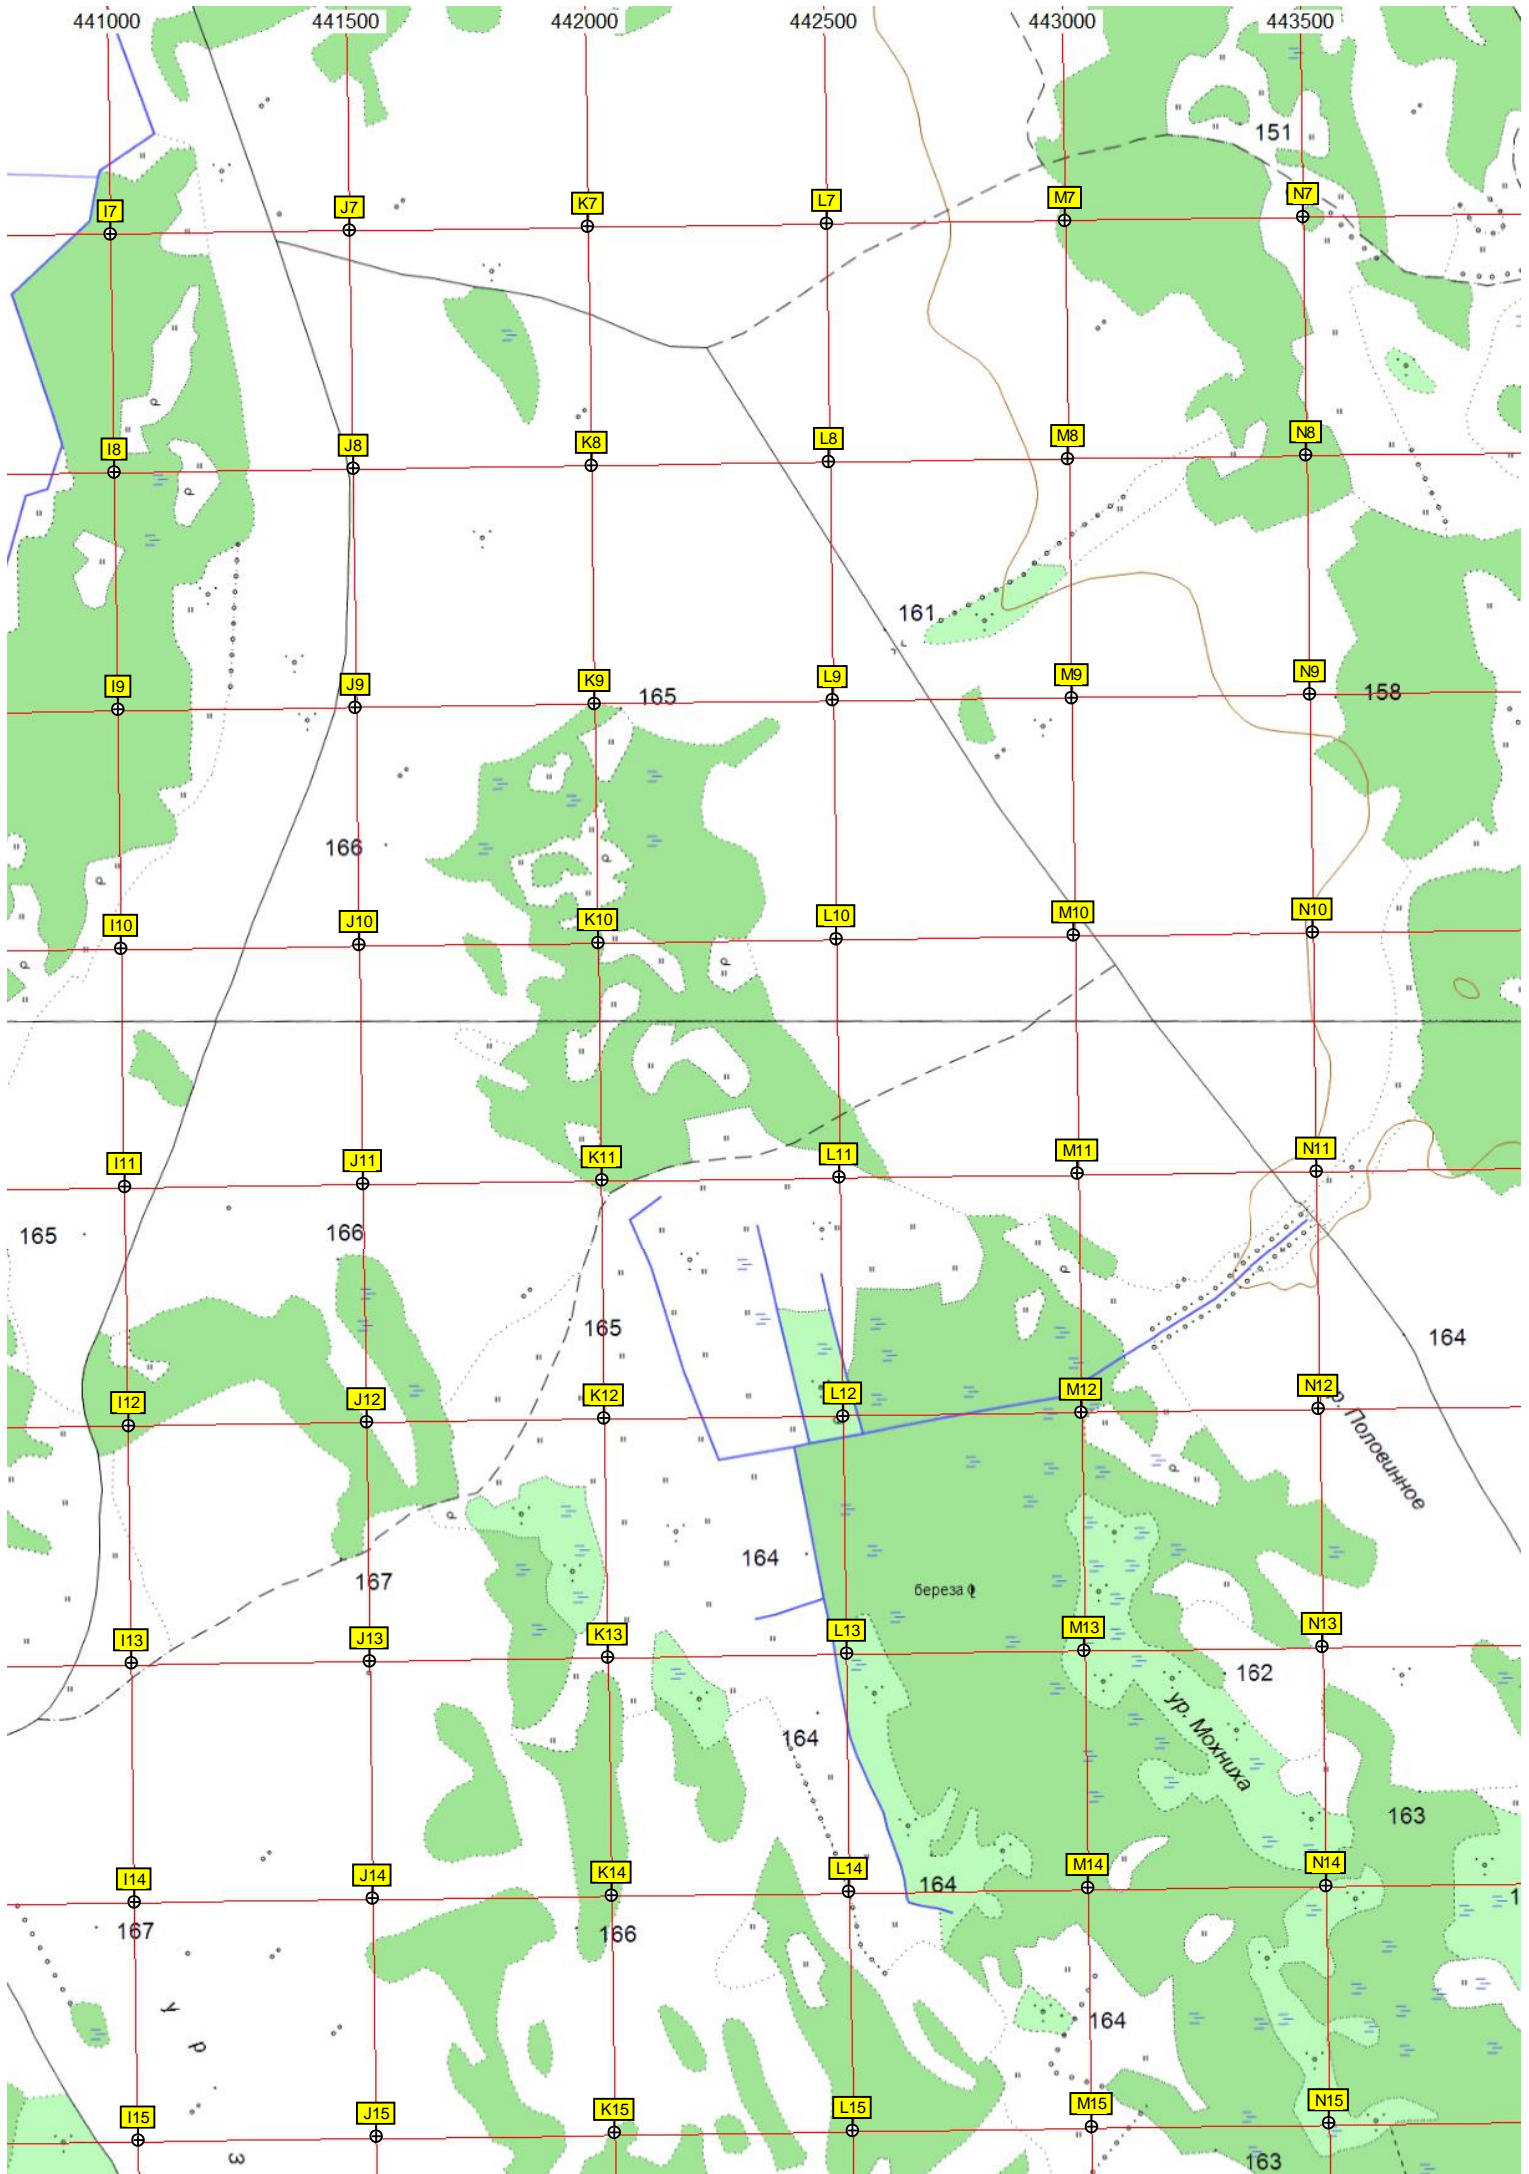 441000 441500 442000 442500 443000 443500
151
I7 J7 K7 L7 M7 N7
I8 J8 K8 L8 M8 N8
161
I9 J9 K9 L9 M9 N9
165 158
166
I10 J10 K10 L10 M10 N10
I11 J11 K11 L11 M11 N11
165 166
165 164
I12 J12 K12 L12 M12 N12
р. Половинное
164
167
береза
I13 J13 K13 L13 M13 N13
162
ур. Мохниха
164
163
I14 J14 K14 L14 M14 N14
164
1
167 166
у р
164
I15 J15 K15 L15 M15 N15
з
163